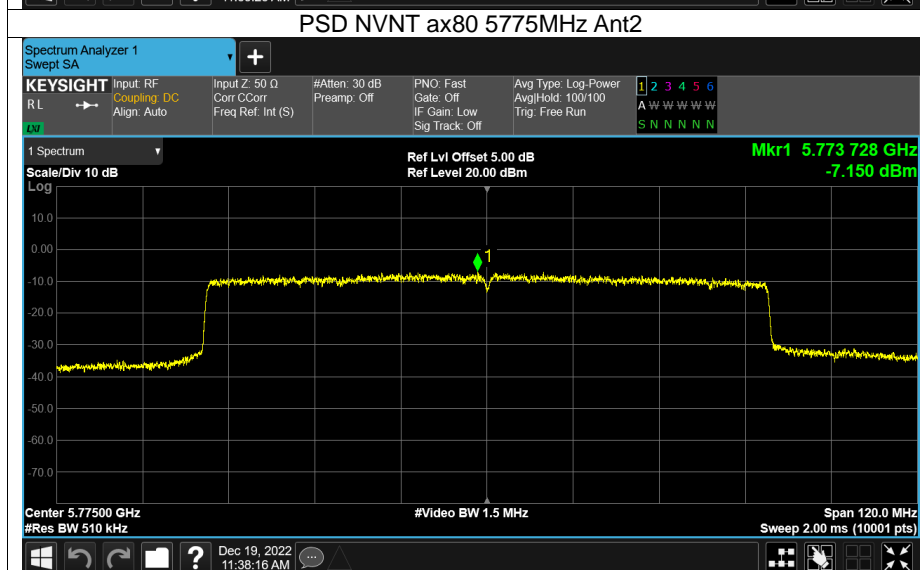 PSD NVNT ax80 5775MHz Ant2
Spectrum Analyzer 1
Swept SA
+
KEYSIGHT
R L
LXI
Input: RF
Coupling: DC
Align: Auto
Input Z: 50 Ω
Corr CCorr
Freq Ref: Int (S)
#Atten: 30 dB
Preamp: Off
PNO: Fast
Gate: Off
IF Gain: Low
Sig Track: Off
Avg Type: Log-Power
Avg|Hold: 100/100
Trig: Free Run
1 2 3 4 5 6
A W W W W W
S N N N N N
1 Spectrum
Scale/Div 10 dB
Log
Ref Lvl Offset 5.00 dB
Ref Level 20.00 dBm
Mkr1 5.773 728 GHz
-7.150 dBm
10.0
0.00
1
-10.0
-20.0
-30.0
-40.0
-50.0
-60.0
-70.0
Center 5.77500 GHz
#Res BW 510 kHz
#Video BW 1.5 MHz
Span 120.0 MHz
Sweep 2.00 ms (10001 pts)
?
Dec 19, 2022
11:38:16 AM